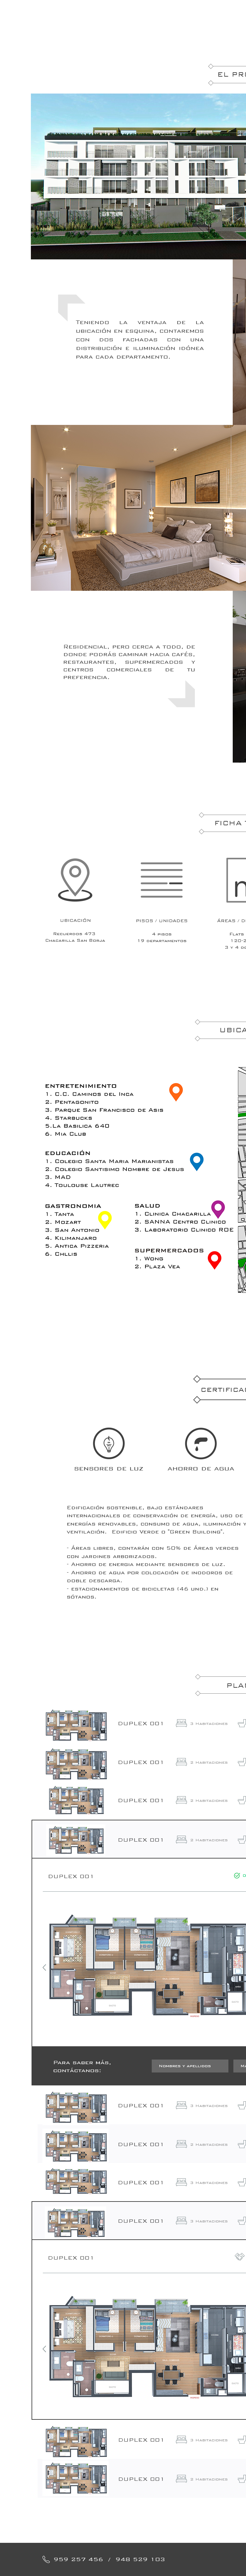 EL PR
Teniendo la ventaja de la
ubicación en esquina, contaremos
con dos fachadas con una
distribución e iluminación idónea
para cada departamento.
Residencial, pero cerca a todo, de
donde podrás caminar hacia cafés,
restaurantes, supermercados y
centros comerciales de tu
preferencia.
FICHA
UBICACIÓN
PISOS / UNIDADES
ÁREAS / D
Recuerdos 473
Chacarilla San Borja
4 pisos
19 departamentos
Flats
120-2
3 y 4 do
UBICA
ENTRETENIMIENTO
1. C.C. Caminos del Inca
2. Pentagonito
3. Parque San Francisco de Asis
4. Starbucks
5.La Basilica 640
6. Mia Club
EDUCACIÓN
1. Colegio Santa Maria Marianistas
2. Colegio Santisimo Nombre de Jesus
3. MAD
4. Toulouse Lautrec
GASTRONOMIA
1. Tanta
2. Mozart
3. San Antonio
4. Kilimanjaro
5. Antica Pizzeria
6. Chilis
SALUD
1. Clínica Chacarilla
2. SANNA Centro Clinico
3. Laboratorio Clinico ROE
SUPERMERCADOS
1. Wong
2. Plaza Vea
CERTIFICA
SENSORES DE LUZ
AHORRO DE AGUA
Edificación sostenible, bajo estándares
internacionales de conservación de energía, uso de
energías renovables, consumo de agua, iluminación y
ventilación. Edificio Verde o "Green Building".
· Áreas libres, contarán con 50% de Áreas verdes
con jardines arborizados.
· Ahorro de energia mediante sensores de luz.
· Ahorro de agua por colocación de inodoros de
doble descarga.
· estacionamientos de bicicletas (46 und.) en
sótanos.
PLA
DUPLEX 001
3 habitaciones
DUPLEX 001
3 habitaciones
DUPLEX 001
2 habitaciones
DUPLEX 001
2 habitaciones
DUPLEX 001
Para saber más,
contáctanos:
Nombres y apellidos
DUPLEX 001
3 habitaciones
DUPLEX 001
2 habitaciones
DUPLEX 001
3 habitaciones
DUPLEX 001
3 habitaciones
DUPLEX 001
DUPLEX 001
3 habitaciones
DUPLEX 001
2 habitaciones
959 257 456 / 948 529 103